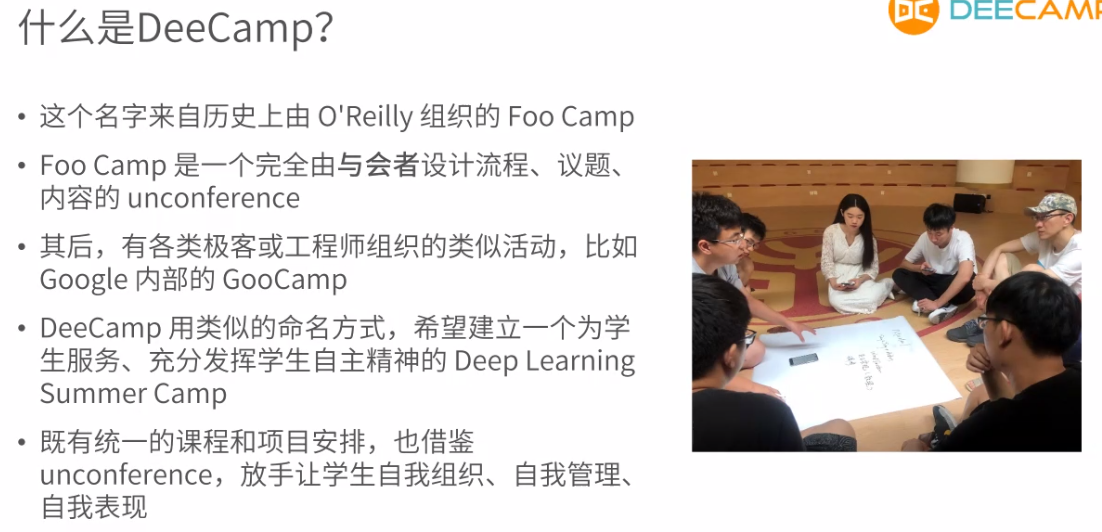 什么是DeeCamp？
DEECAMP
• 这个名字来自历史上由 O'Reilly 组织的 Foo Camp
• Foo Camp 是一个完全由与会者设计流程、议题、
内容的 unconference
• 其后，有各类极客或工程师组织的类似活动，比如
Google 内部的 GooCamp
• DeeCamp 用类似的命名方式，希望建立一个为学
生服务、充分发挥学生自主精神的 Deep Learning
Summer Camp
• 既有统一的课程和项目安排，也借鉴
unconference，放手让学生自我组织、自我管理、
自我表现